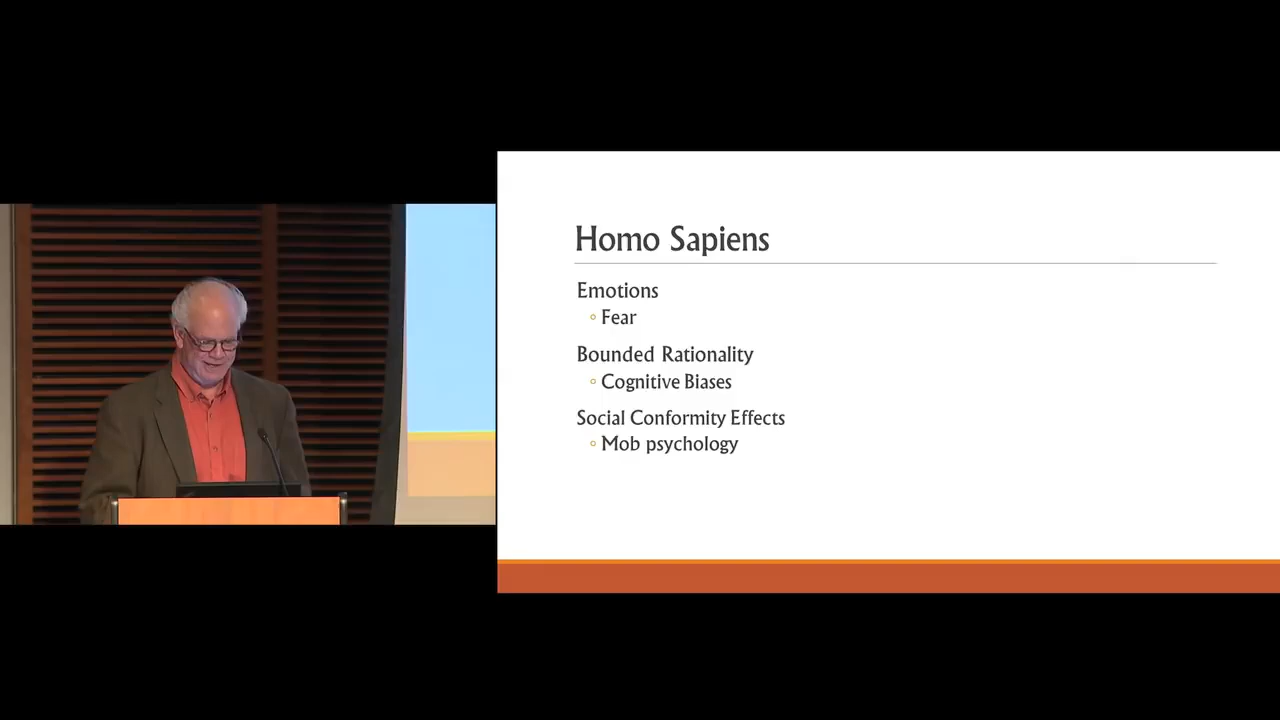 Homo Sapiens
Emotions
◦ Fear
Bounded Rationality
◦ Cognitive Biases
Social Conformity Effects
◦ Mob psychology